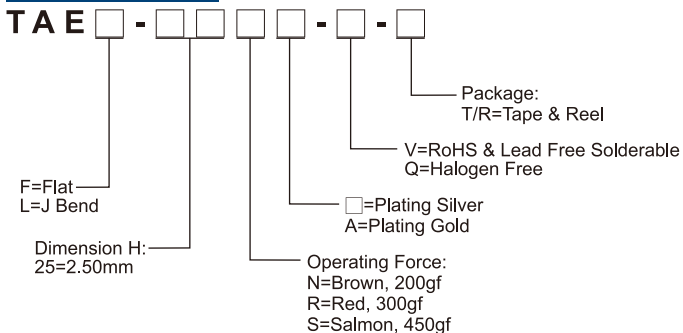 TAE□-□□□□-□-□
Package:
T/R=Tape & Reel
V=RoHS & Lead Free Solderable
Q=Halogen Free
F=Flat
L=J Bend
□=Plating Silver
A=Plating Gold
Dimension H:
25=2.50mm
Operating Force:
N=Brown, 200gf
R=Red, 300gf
S=Salmon, 450gf